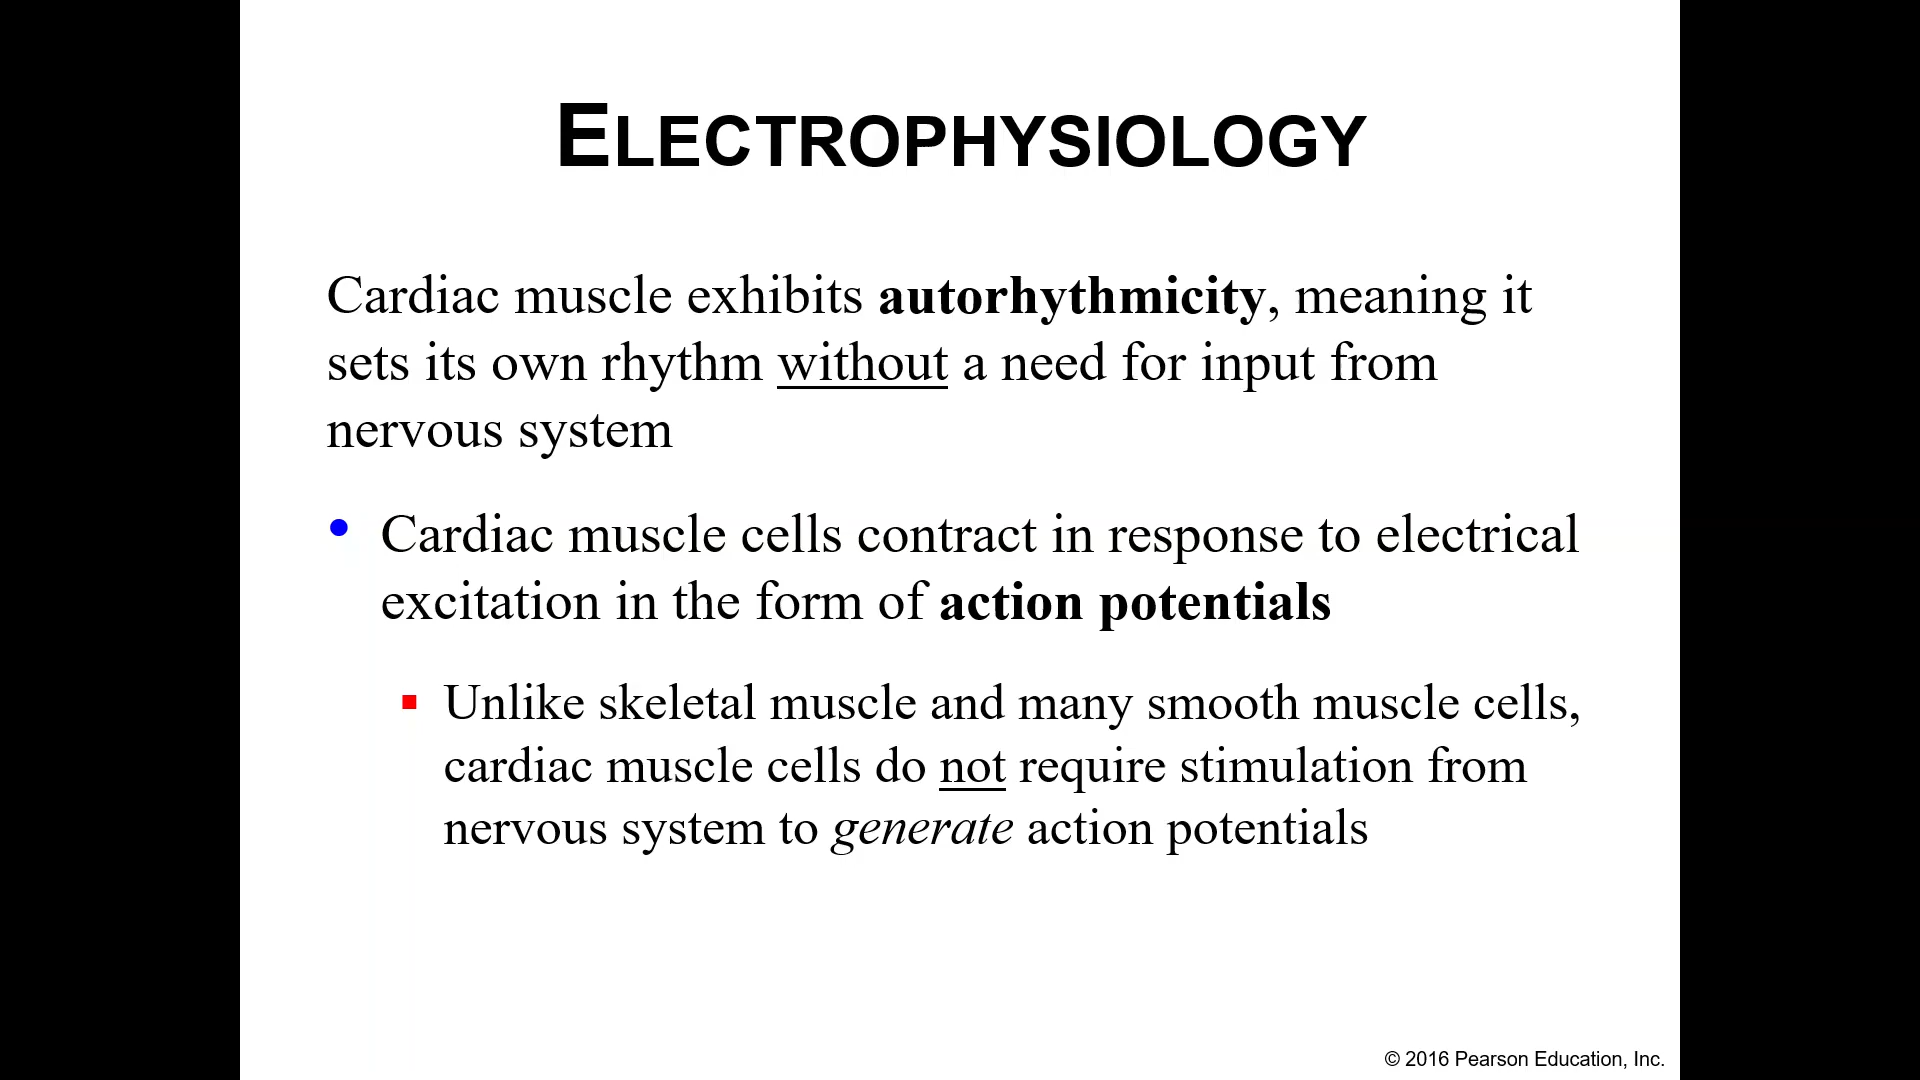 ELECTROPHYSIOLOGY
Cardiac muscle exhibits autorhythmicity, meaning it
sets its own rhythm without a need for input from
nervous system
• Cardiac muscle cells contract in response to electrical
excitation in the form of action potentials
▪ Unlike skeletal muscle and many smooth muscle cells,
cardiac muscle cells do not require stimulation from
nervous system to generate action potentials
© 2016 Pearson Education, Inc.